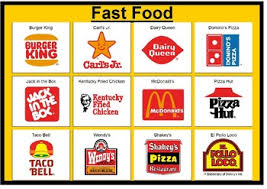 Fast Food
Burger King
Carl's Jr.
Dairy Queen
Domino's Pizza
BURGER
KING
Carl's Jr.
Dairy
Queen
DOMINO'S
PIZZA
Jack in the Box
Kentucky Fried Chicken
McDonald's
Pizza Hut
JACK
IN THE
BOX
Kentucky
Fried
Chicken
McDonald's
Pizza
Hut
Taco Bell
Wendy's
Shakey's
El Pollo Loco
TACO
BELL
Wendy's
Shakey's
PIZZA
Restaurant
EL
POLLO
LOCO